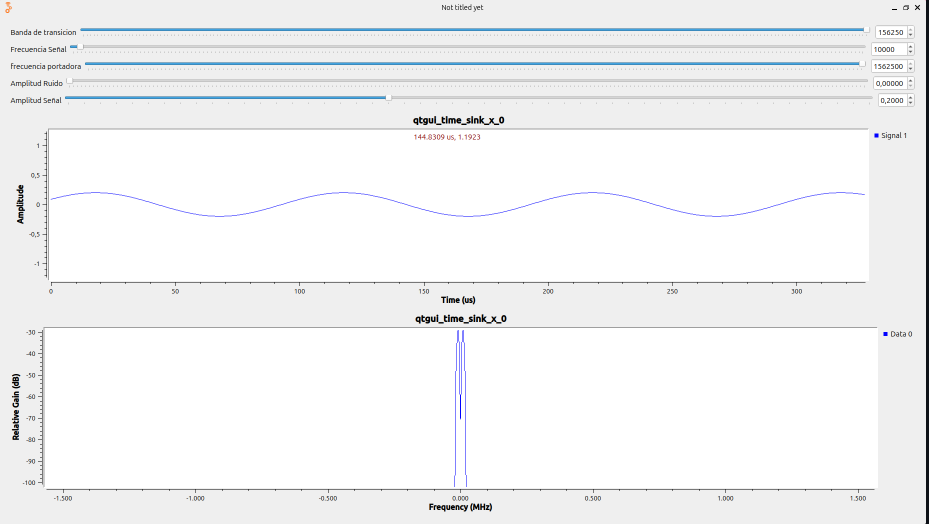 Not titled yet
Banda de transicion 156250
Frecuencia Señal 10000
frecuencia portadora 1562500
Amplitud Ruido 0,00000
Amplitud Señal 0,2000
qtgui_time_sink_x_0
144.8309 us, 1.1923
Signal 1
1
0,5
0
-0,5
-1
Amplitude
0 50 100 150 200 250 300
Time (us)
qtgui_time_sink_x_0
Data 0
-30
-40
-50
-60
-70
-80
-90
-100
Relative Gain (dB)
-1.500 -1.000 -0.500 0.000 0.500 1.000 1.500
Frequency (MHz)